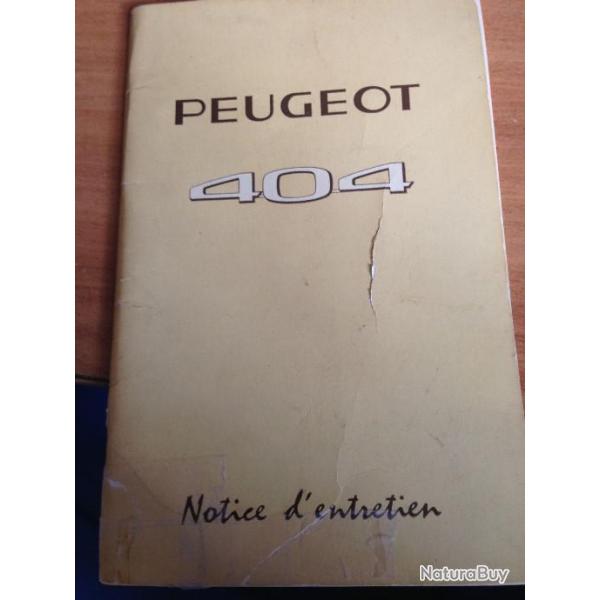 PEUGEOT
404
Notice d'entretien
NaturaBuy